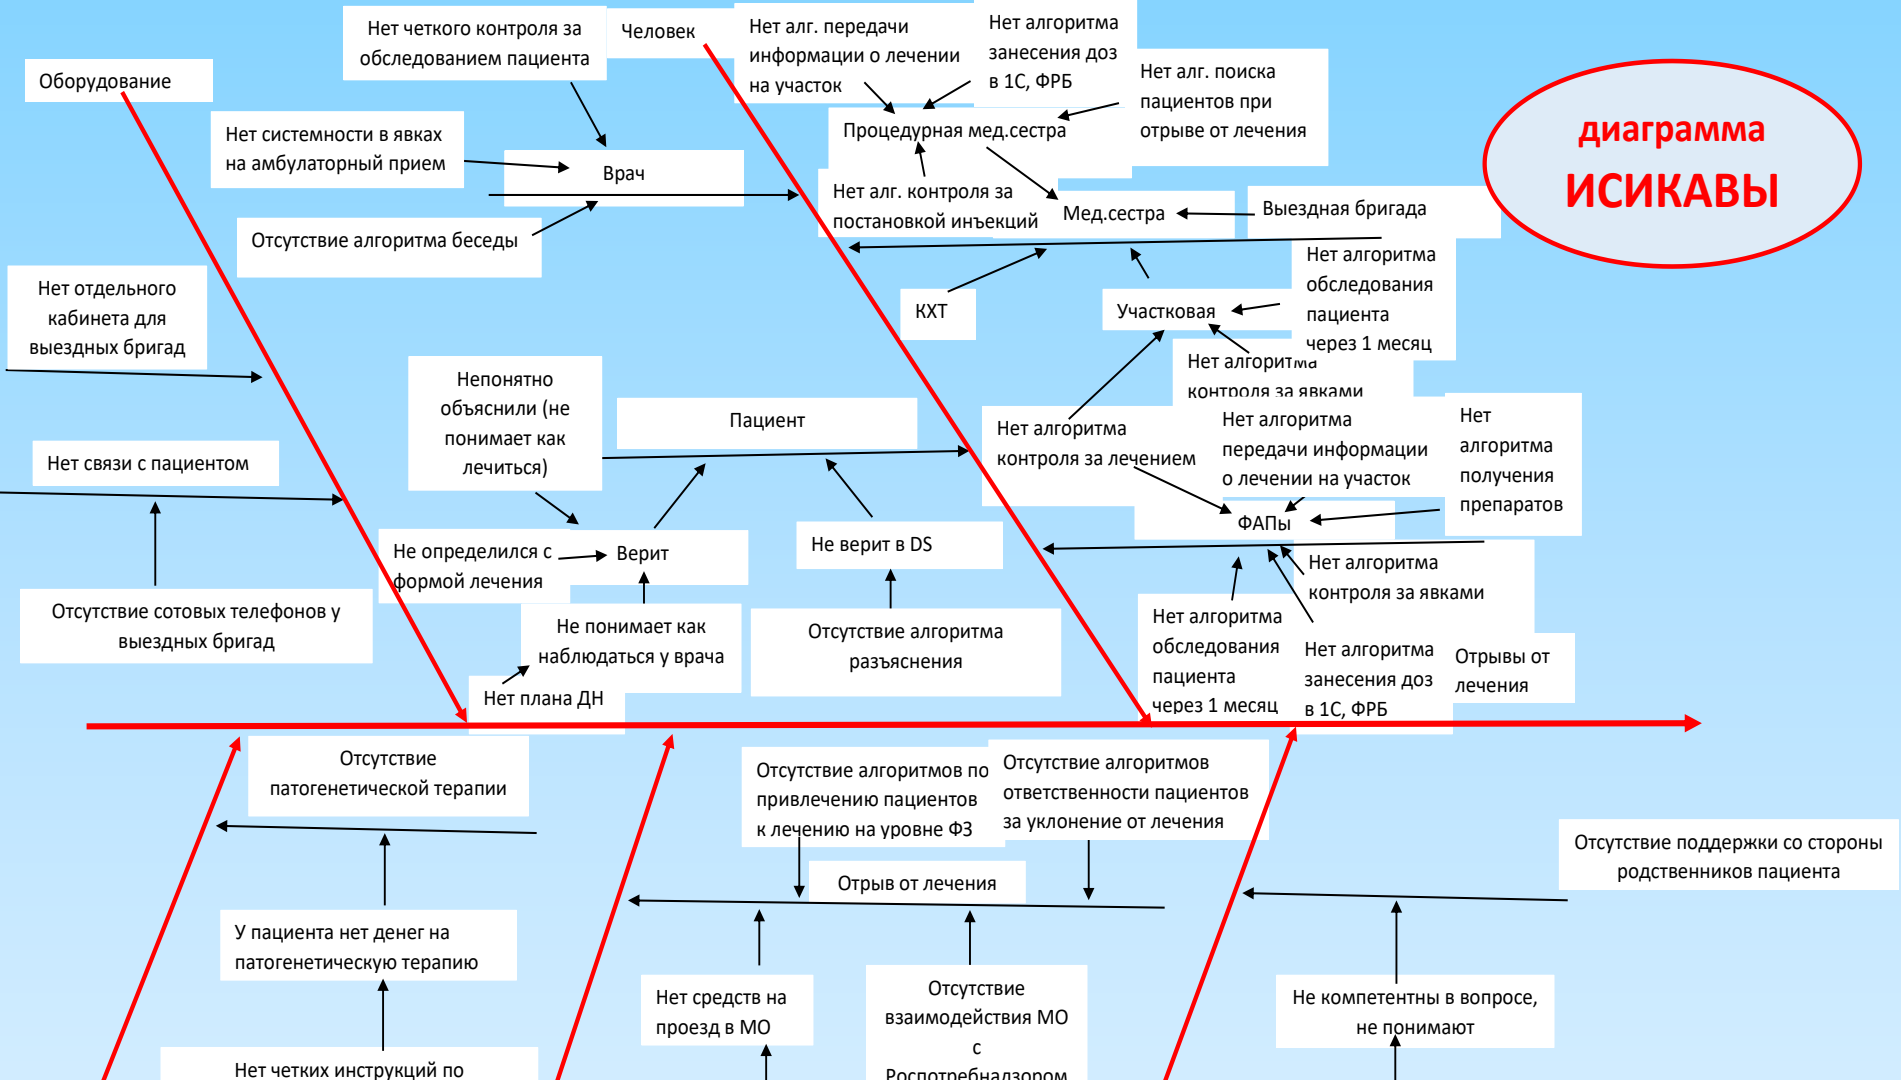 Нет четкого контроля за
обследованием пациента
Человек
Нет алг. передачи
информации о лечении
на участок
Нет алгоритма
занесения доз
в 1С, ФРБ
Нет алг. поиска
пациентов при
отрыве от лечения
диаграмма
ИСИКАВЫ
Оборудование
Нет системности в явках
на амбулаторный прием
Врач
Процедурная мед.сестра
Нет алг. контроля за
постановкой инъекций
Мед.сестра
Выездная бригада
Отсутствие алгоритма беседы
Нет отдельного
кабинета для
выездных бригад
КХТ
Участковая
Нет алгоритма
обследования
пациента
через 1 месяц
Нет алгоритма
контроля за явками
Непонятно
объяснили (не
понимает как
лечиться)
Пациент
Нет алгоритма
контроля за лечением
Нет алгоритма
передачи информации
о лечении на участок
Нет
алгоритма
получения
препаратов
Нет связи с пациентом
ФАПы
Не определился с
формой лечения
Верит
Не верит в DS
Нет алгоритма
контроля за явками
Отсутствие сотовых телефонов у
выездных бригад
Не понимает как
наблюдаться у врача
Отсутствие алгоритма
разъяснения
Нет алгоритма
обследования
пациента
через 1 месяц
Нет алгоритма
занесения доз
в 1С, ФРБ
Отрывы от
лечения
Нет плана ДН
Отсутствие
патогенетической терапии
Отсутствие алгоритмов по
привлечению пациентов
к лечению на уровне ФЗ
Отсутствие алгоритмов
ответственности пациентов
за уклонение от лечения
Отсутствие поддержки со стороны
родственников пациента
Отрыв от лечения
У пациента нет денег на
патогенетическую терапию
Нет средств на
проезд в МО
Отсутствие
взаимодействия МО
с
Роспотребнадзором
Не компетентны в вопросе,
не понимают
Нет четких инструкций по